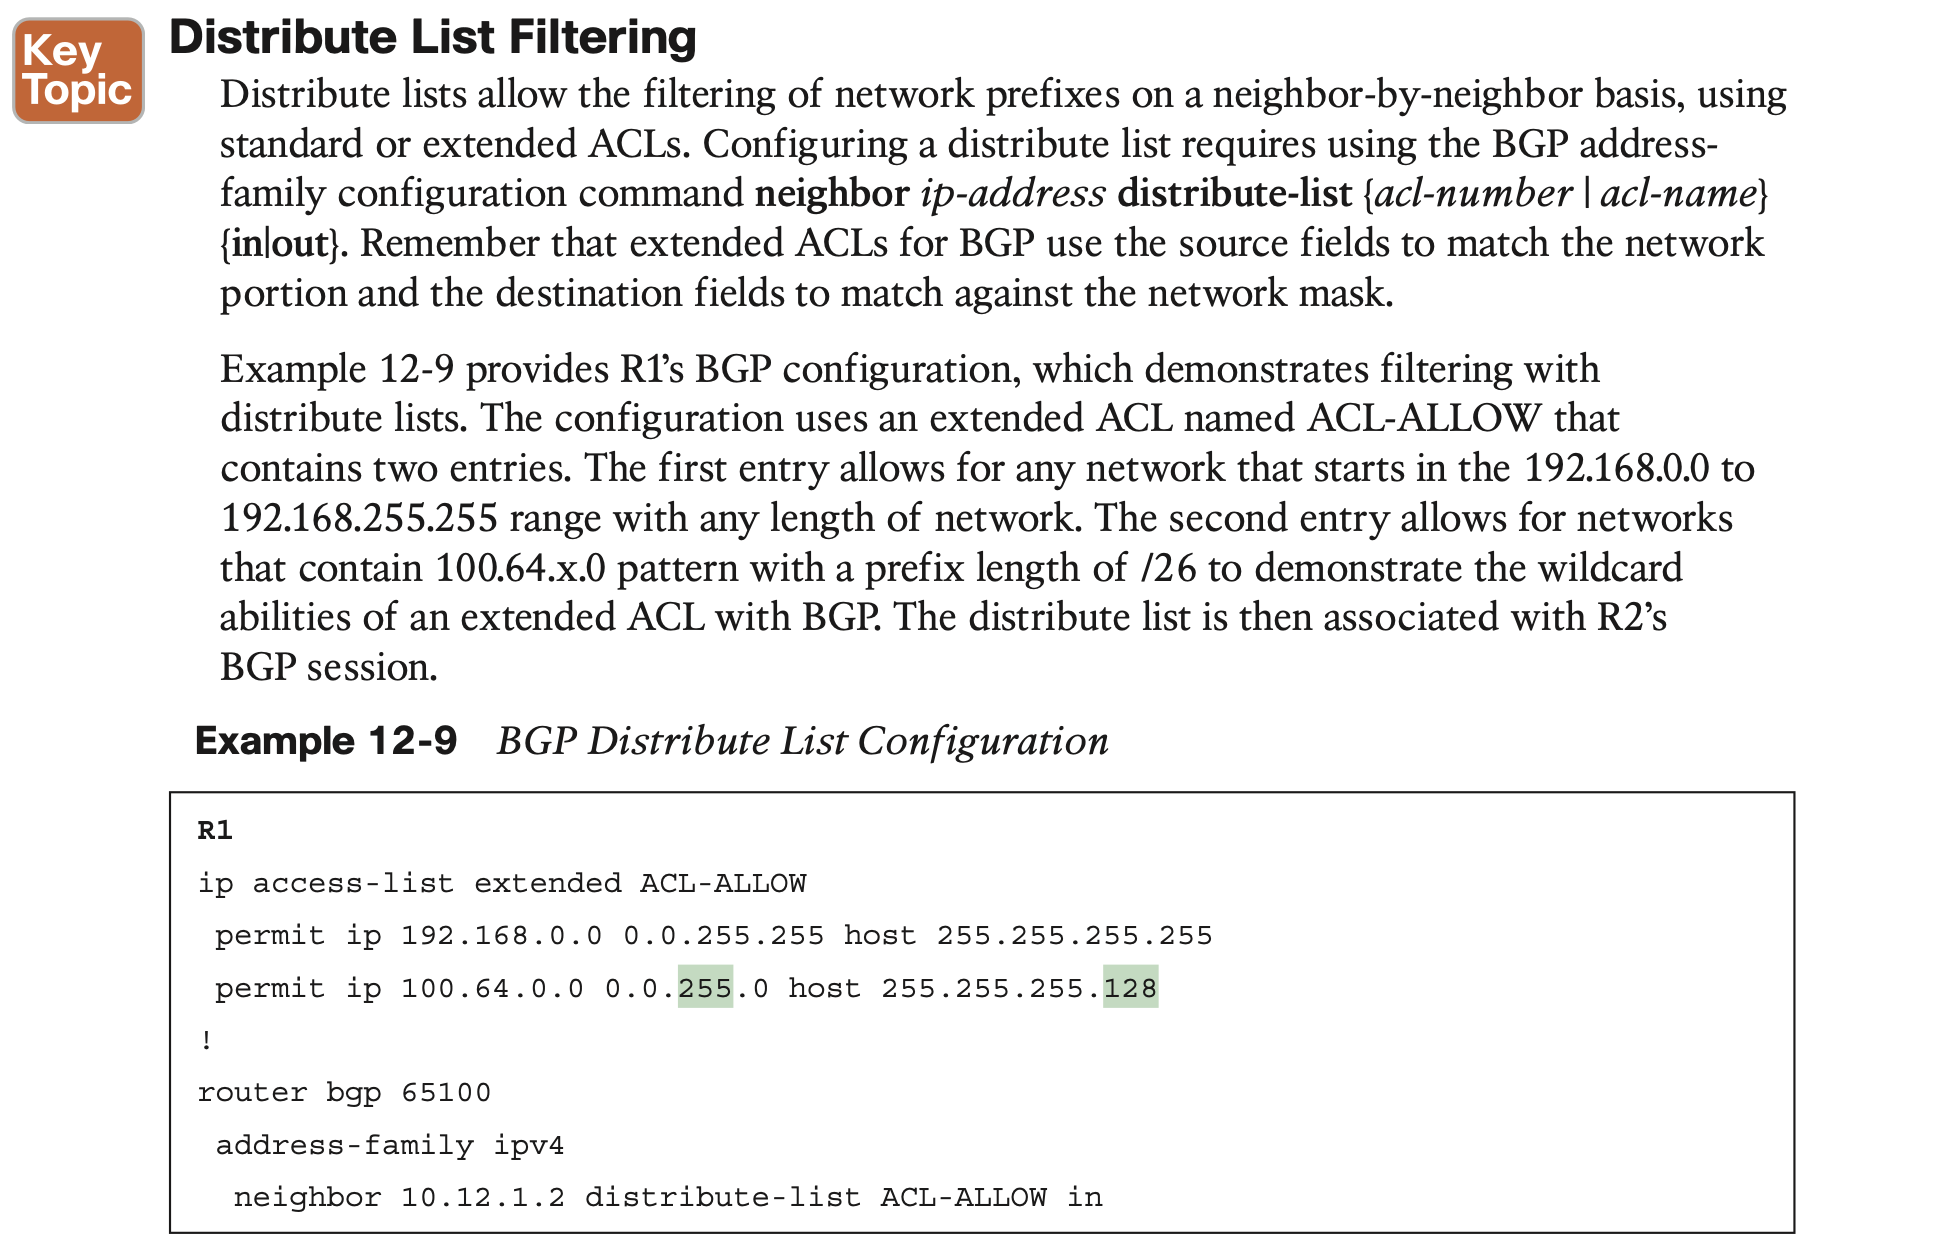 Key
Topic
Distribute List Filtering
Distribute lists allow the filtering of network prefixes on a neighbor-by-neighbor basis, using
standard or extended ACLs. Configuring a distribute list requires using the BGP address-
family configuration command neighbor ip-address distribute-list {acl-number | acl-name}
{in|out}. Remember that extended ACLs for BGP use the source fields to match the network
portion and the destination fields to match against the network mask.
Example 12-9 provides R1’s BGP configuration, which demonstrates filtering with
distribute lists. The configuration uses an extended ACL named ACL-ALLOW that
contains two entries. The first entry allows for any network that starts in the 192.168.0.0 to
192.168.255.255 range with any length of network. The second entry allows for networks
that contain 100.64.x.0 pattern with a prefix length of /26 to demonstrate the wildcard
abilities of an extended ACL with BGP. The distribute list is then associated with R2’s
BGP session.
Example 12-9 BGP Distribute List Configuration
R1
ip access-list extended ACL-ALLOW
permit ip 192.168.0.0 0.0.255.255 host 255.255.255.255
permit ip 100.64.0.0 0.0.255.0 host 255.255.255.128
!
router bgp 65100
address-family ipv4
neighbor 10.12.1.2 distribute-list ACL-ALLOW in